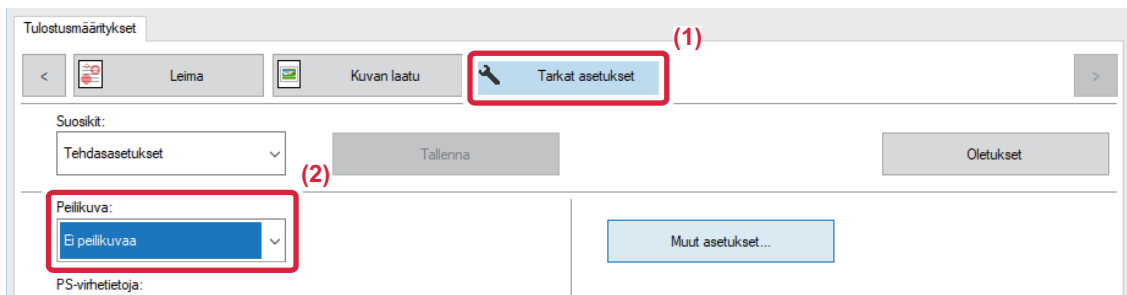 Tulostusmääritykset
(1)
< Leima Kuvan laatu Tarkat asetukset >
Suosikit:
Tehdasasetukset Tallenna Oletukset
(2)
Peilikuva:
Ei peilikuvaa Muut asetukset...
PS-virhetietoja: